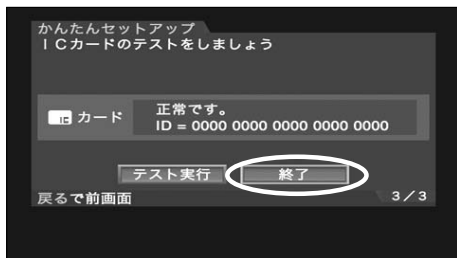 かんたんセットアップ
ICカードのテストをしましょう
IC カード
正常です。
ID = 0000 0000 0000 0000 0000
テスト実行 終了
戻るで前画面 3/3